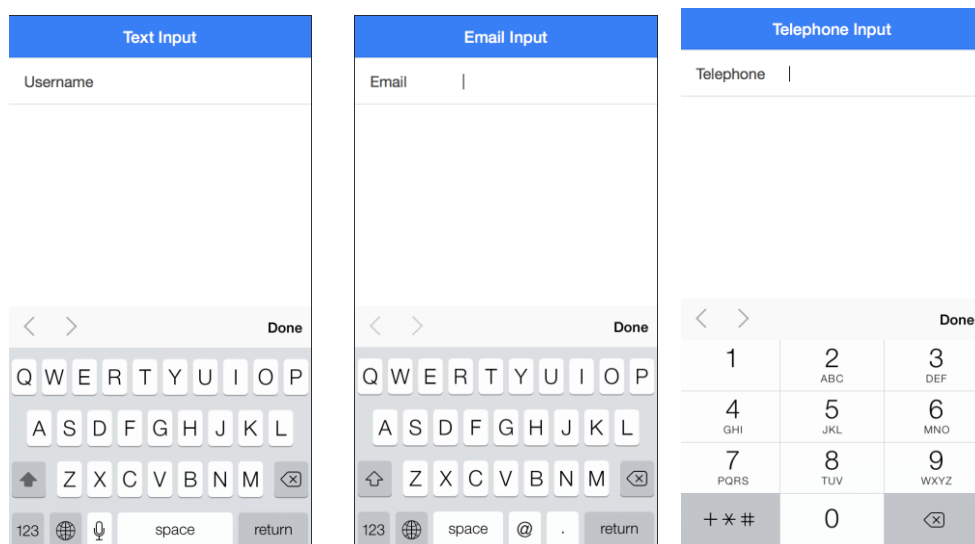 Text Input
Username
Done
Q W E R T Y U I O P
A S D F G H J K L
Z X C V B N M
123 space return
Email Input
Email
Done
Q W E R T Y U I O P
A S D F G H J K L
Z X C V B N M
123 space @ . return
Telephone Input
Telephone
Done
1 2 3
ABC DEF
4 5 6
GHI JKL MNO
7 8 9
PQRS TUV WXYZ
+*# 0